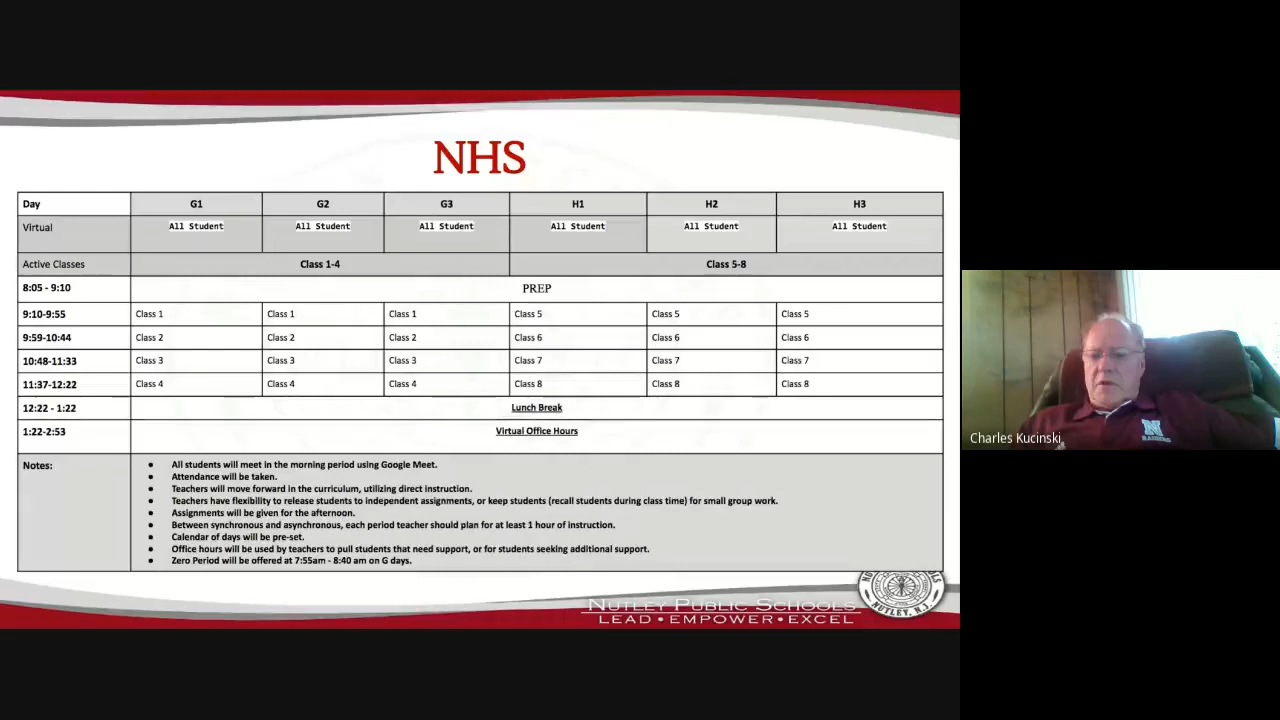 NHS
Day G1 G2 G3 H1 H2 H3
Virtual All Student All Student All Student All Student All Student All Student
Active Classes Class 1-4 Class 5-8
8:05 - 9:10 PREP
9:10-9:55 Class 1 Class 1 Class 1 Class 5 Class 5 Class 5
9:59-10:44 Class 2 Class 2 Class 2 Class 6 Class 6 Class 6
10:48-11:33 Class 3 Class 3 Class 3 Class 7 Class 7 Class 7
11:37-12:22 Class 4 Class 4 Class 4 Class 8 Class 8 Class 8
12:22 - 1:22 Lunch Break
1:22-2:53 Virtual Office Hours
Notes:
● All students will meet in the morning period using Google Meet.
● Attendance will be taken.
● Teachers will move forward in the curriculum, utilizing direct instruction.
● Teachers have flexibility to release students to independent assignments, or keep students (recall students during class time) for small group work.
● Assignments will be given for the afternoon.
● Between synchronous and asynchronous, each period teacher should plan for at least 1 hour of instruction.
● Calendar of days will be pre-set.
● Office hours will be used by teachers to pull students that need support, or for students seeking additional support.
● Zero Period will be offered at 7:55am - 8:40 am on G days.
NUTLEY PUBLIC SCHOOLS
LEAD • EMPOWER • EXCEL
NUTLEY, N.J.
Charles Kucinski
N
RAIDERS